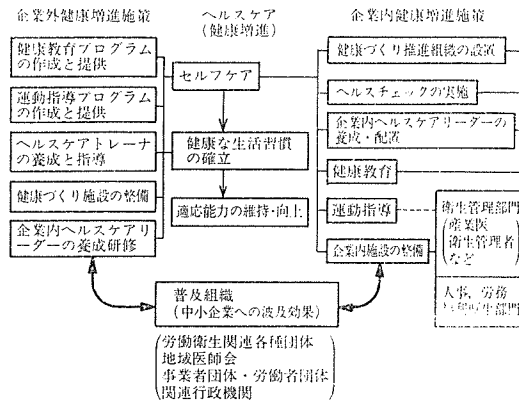 企業外健康増進施策
健康教育プログラム
の作成と提供
運動指導プログラム
の作成と提供
ヘルスケアトレーナ
の養成と指導
健康づくり施設の整備
企業内ヘルスケアリ
ーダーの養成研修
ヘルスケア
(健康増進)
セルフケア
健康な生活習慣
の確立
適応能力の維持・向上
企業内健康増進施策
健康づくり推進組織の設置
ヘルスチェックの実施
企業内ヘルスケアリーダーの
養成・配置
健康教育
運動指導
企業内施設の整備
衛生管理部門
産業医
衛生管理者
など
人事、労務
生部門
普及組織
(中小企業への波及効果)
労働衛生関連各種団体
地域医師会
事業者団体・労働者団体
関連行政機関